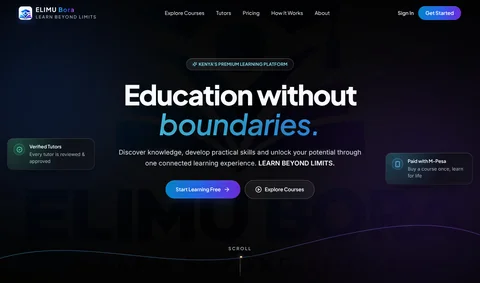 ELIMU Bora
LEARN BEYOND LIMITS
Explore Courses
Tutors
Pricing
How It Works
About
Sign In
Get Started
KENYA'S PREMIUM LEARNING PLATFORM
Education without
boundaries.
Discover knowledge, develop practical skills and unlock your potential through
one connected learning experience. LEARN BEYOND LIMITS.
Verified Tutors
Every tutor is reviewed &
approved
Paid with M-Pesa
Buy a course once, learn
for life
Start Learning Free →
Explore Courses
ELIMU Bora
SCROLL